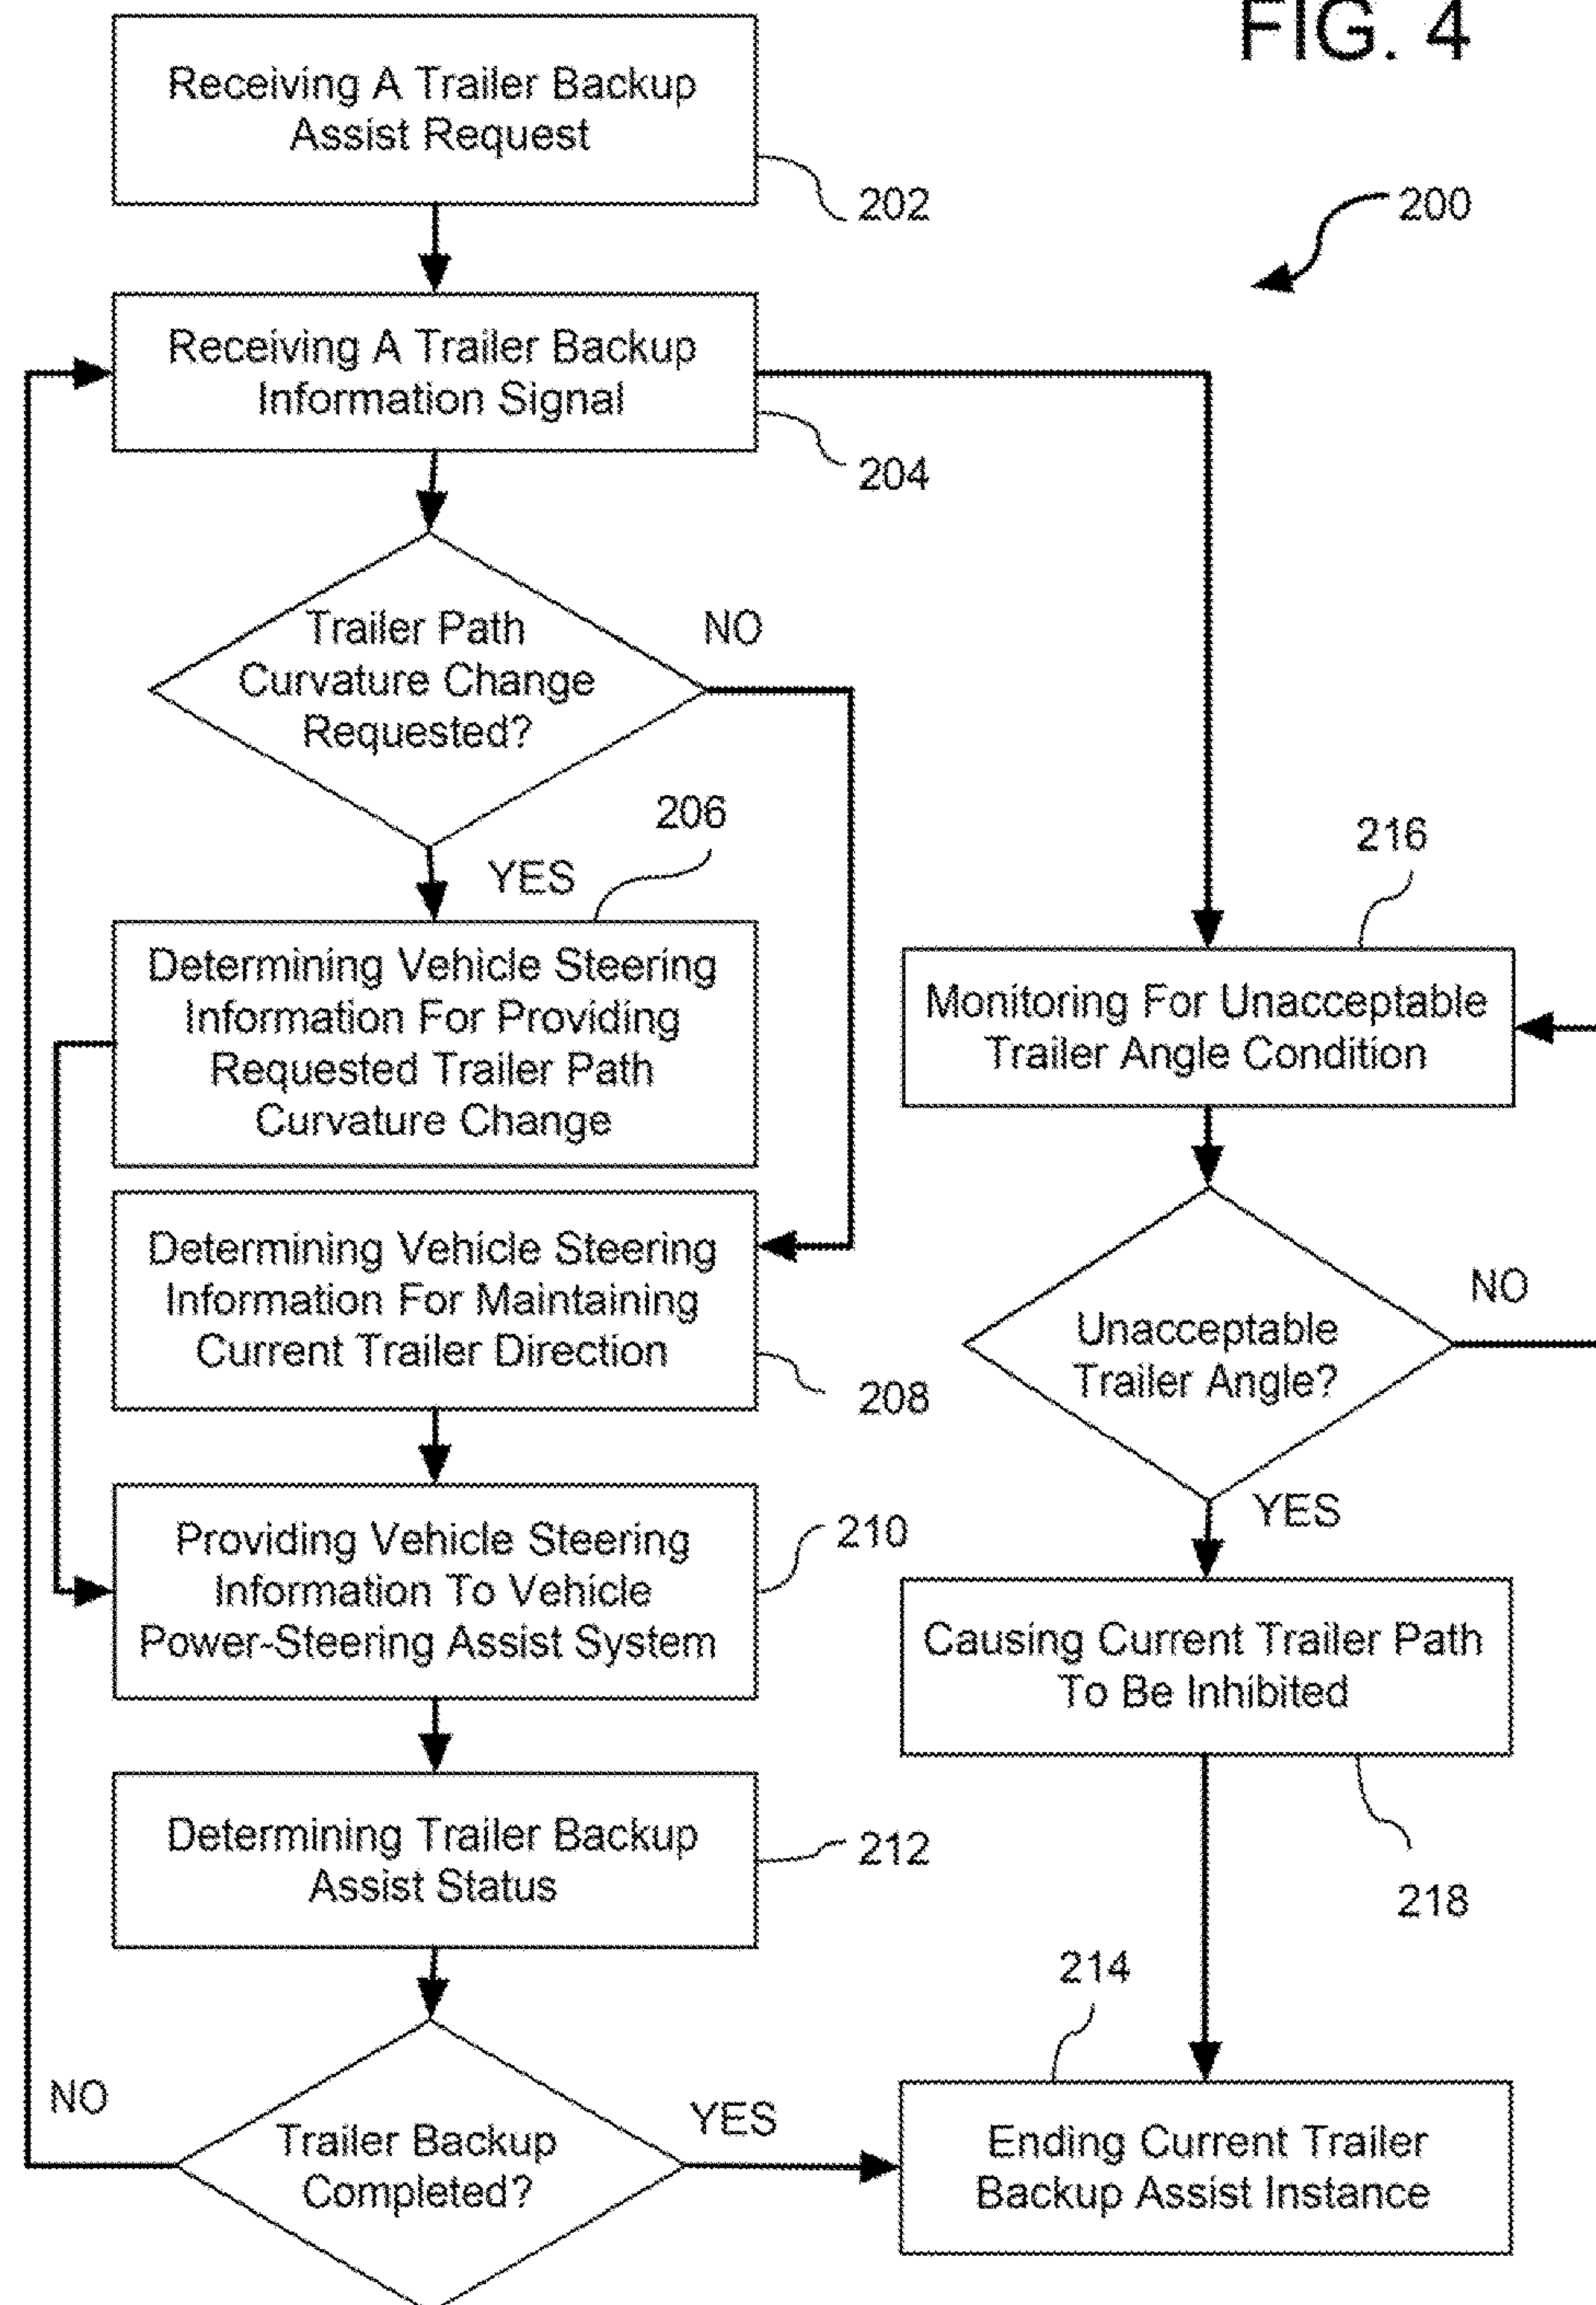 FIG. 4
Receiving A Trailer Backup
Assist Request
202
200
Receiving A Trailer Backup
Information Signal
204
Trailer Path
Curvature Change
Requested?
NO
YES
206
Determining Vehicle Steering
Information For Providing
Requested Trailer Path
Curvature Change
Determining Vehicle Steering
Information For Maintaining
Current Trailer Direction
208
Providing Vehicle Steering
Information To Vehicle
Power-Steering Assist System
210
Determining Trailer Backup
Assist Status
212
Trailer Backup
Completed?
NO
YES
216
Monitoring For Unacceptable
Trailer Angle Condition
Unacceptable
Trailer Angle?
NO
YES
Causing Current Trailer Path
To Be Inhibited
218
214
Ending Current Trailer
Backup Assist Instance